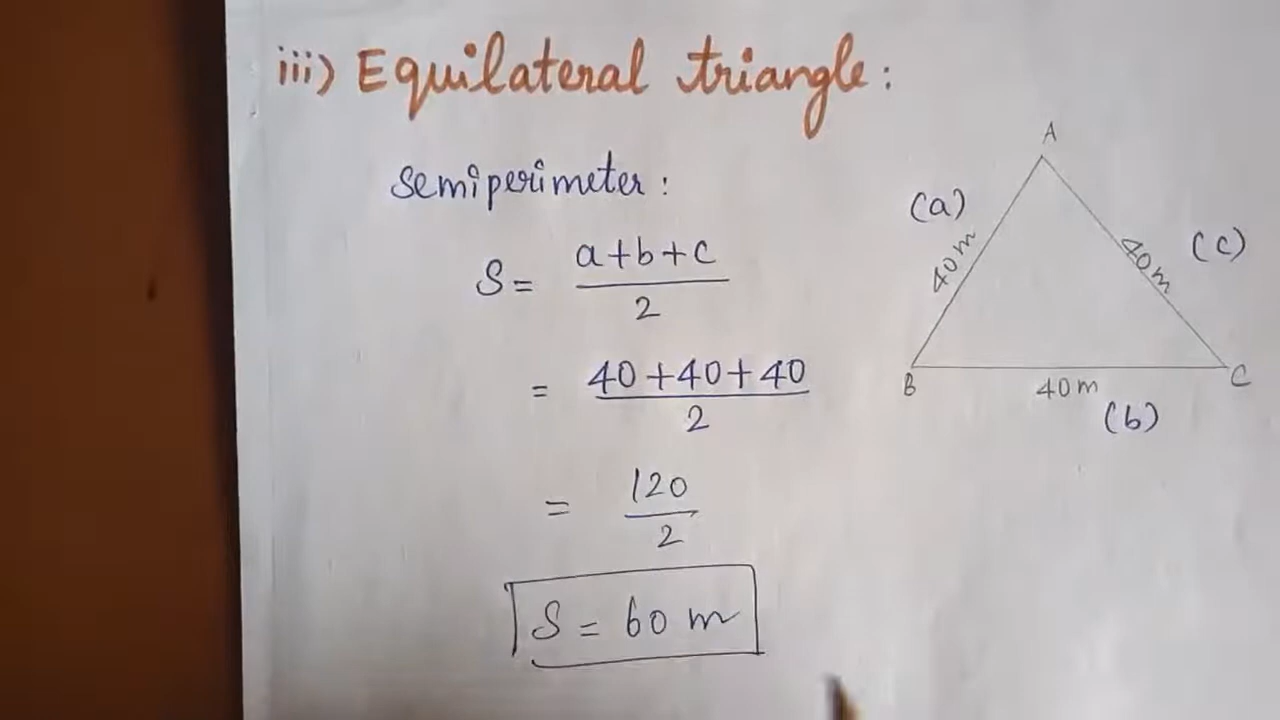 iii) Equilateral triangle:
A
semiperimeter:
(a)
(c)
S = a+b+c / 2
40m
40m
= 40+40+40 / 2
B
40m
C
(b)
= 120 / 2
S = 60 m